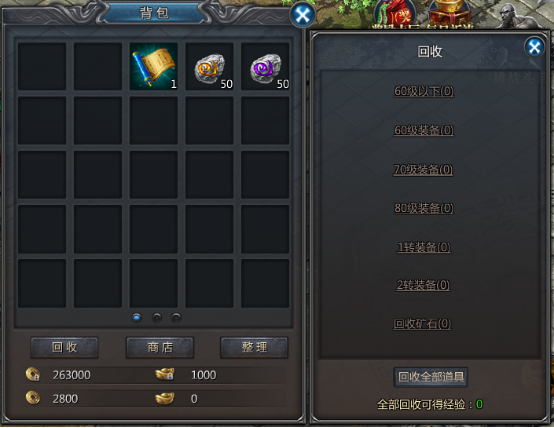 背包
1
50
50
回收
商店
整理
263000
1000
2800
0
回收
60级以下(0)
60级装备(0)
70级装备(0)
80级装备(0)
1转装备(0)
2转装备(0)
回收矿石(0)
回收全部道具
全部回收可得经验：0